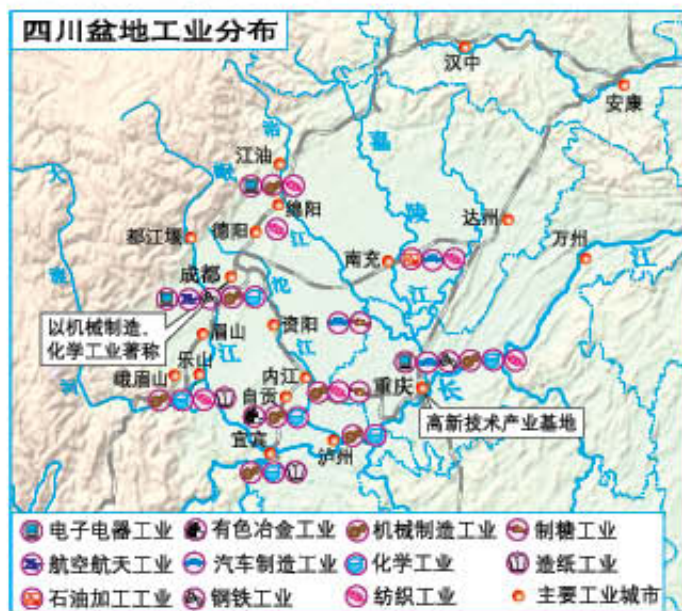 四川盆地工业分布
汉中
安康
江油
涪
嘉
大
岷
绵阳
陵
达州
都江堰
德阳
江
南充
万州
成都
沱
江
江
以机械制造、
化学工业著称
资阳
眉山
江
江
峨眉山
乐山
内江
自贡
重庆
长
高新技术产业基地
宜宾
泸州
电子电器工业
有色冶金工业
机械制造工业
制糖工业
航空航天工业
汽车制造工业
化学工业
造纸工业
石油加工工业
钢铁工业
纺织工业
主要工业城市